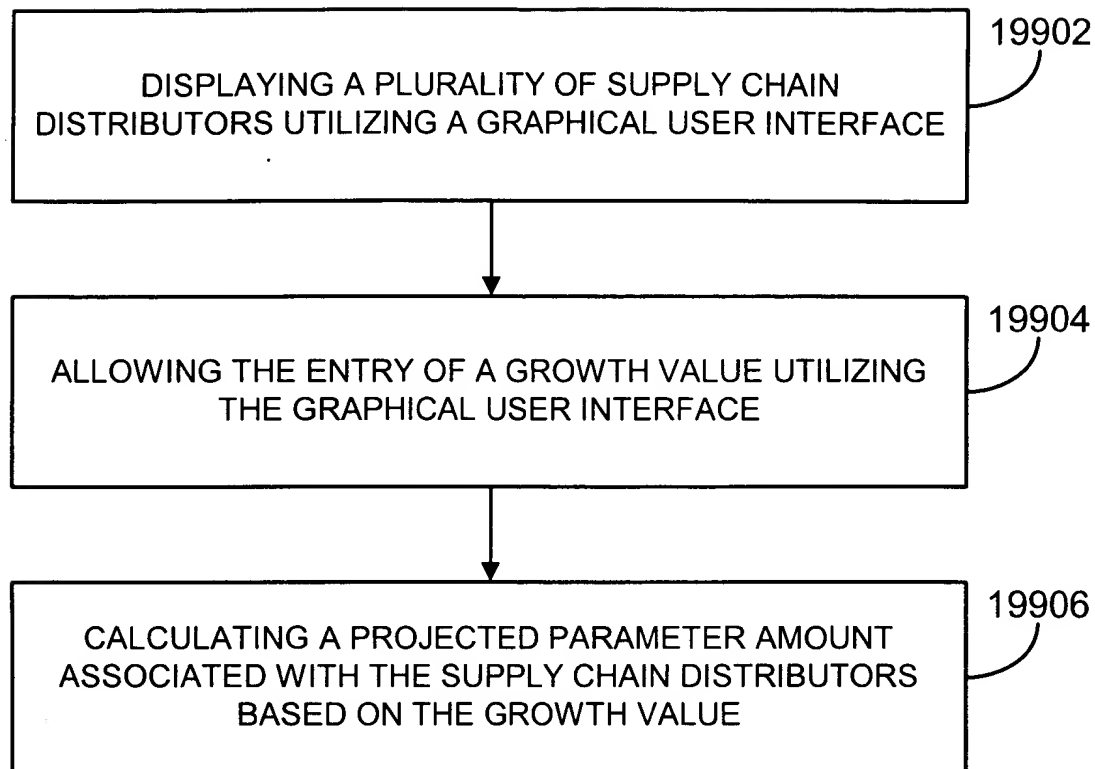 19902
DISPLAYING A PLURALITY OF SUPPLY CHAIN
DISTRIBUTORS UTILIZING A GRAPHICAL USER INTERFACE
19904
ALLOWING THE ENTRY OF A GROWTH VALUE UTILIZING
THE GRAPHICAL USER INTERFACE
19906
CALCULATING A PROJECTED PARAMETER AMOUNT
ASSOCIATED WITH THE SUPPLY CHAIN DISTRIBUTORS
BASED ON THE GROWTH VALUE